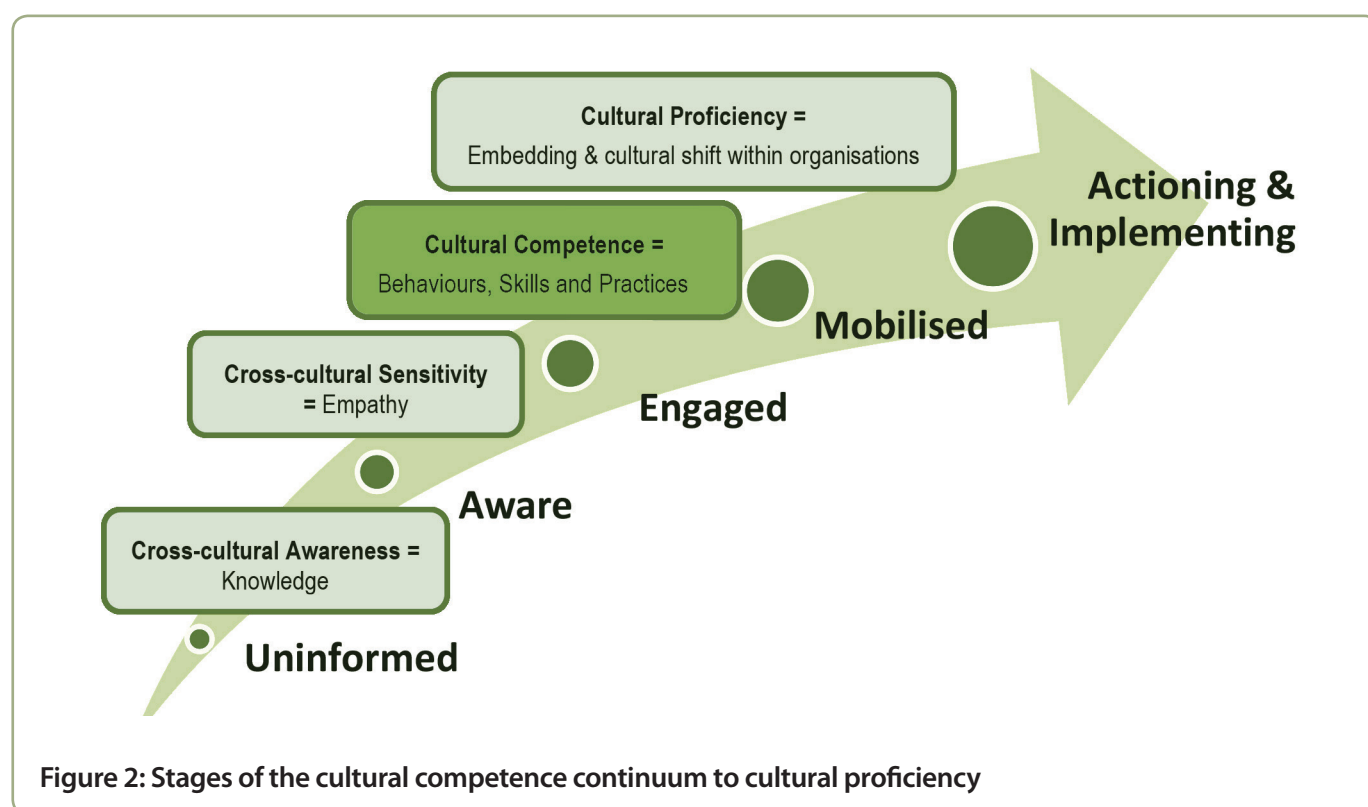 Cultural Proficiency =
Embedding & cultural shift within organisations
Actioning &
Implementing
Cultural Competence =
Behaviours, Skills and Practices
Mobilised
Cross-cultural Sensitivity
= Empathy
Engaged
Aware
Cross-cultural Awareness =
Knowledge
Uninformed
Figure 2: Stages of the cultural competence continuum to cultural proficiency